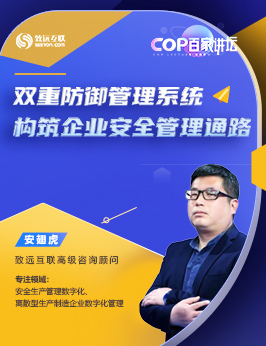 致远互联
seeyon.com
COP百家讲坛
双重防御管理系统
构筑企业安全管理通路
安翅虎
致远互联高级咨询顾问
专注领域：
安全生产管理数字化、
离散型生产制造企业数字化管理